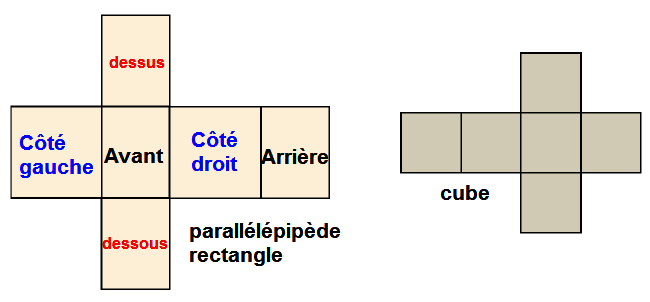 dessus
Côté
gauche
Avant
Côté
droit
Arrière
dessous
parallélépipède
rectangle
cube